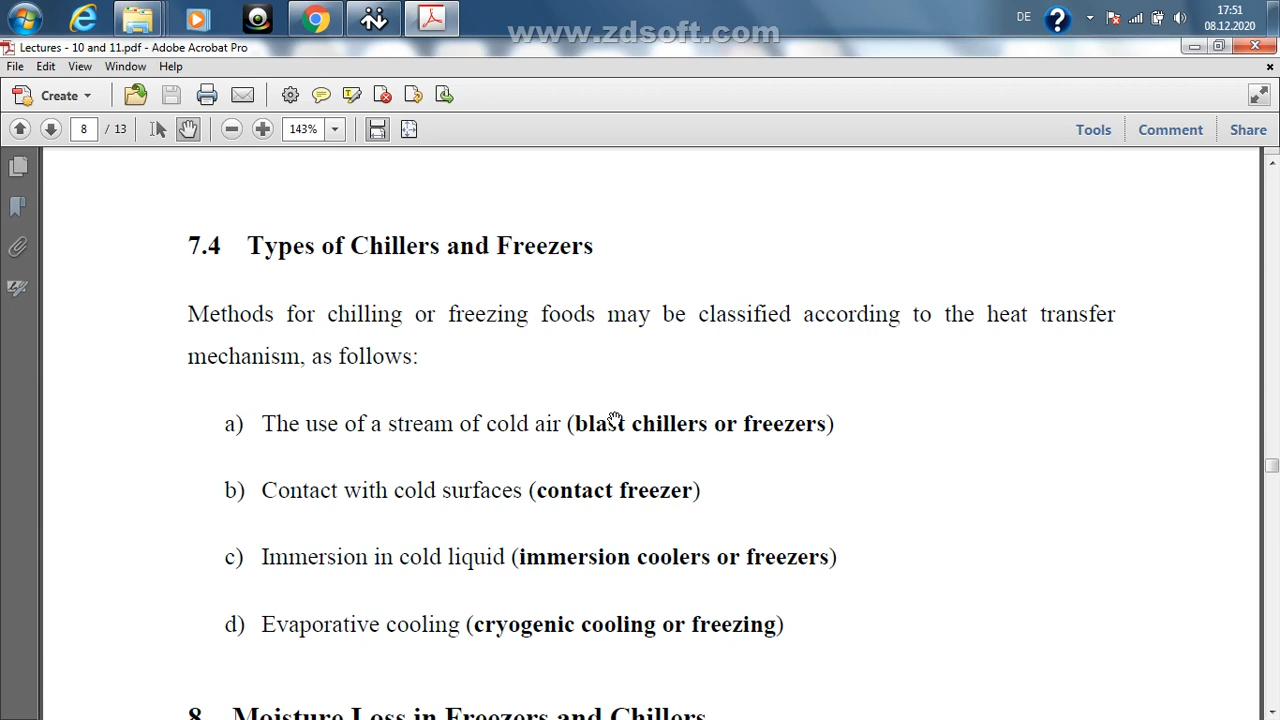 www.zdsoft.com
DE
17:51
08.12.2020
Lectures - 10 and 11.pdf - Adobe Acrobat Pro
File Edit View Window Help
Create
8 / 13
143%
Tools Comment Share
7.4 Types of Chillers and Freezers
Methods for chilling or freezing foods may be classified according to the heat transfer
mechanism, as follows:
a) The use of a stream of cold air (blast chillers or freezers)
b) Contact with cold surfaces (contact freezer)
c) Immersion in cold liquid (immersion coolers or freezers)
d) Evaporative cooling (cryogenic cooling or freezing)
8 Moisture Loss in Freezers and Chillers